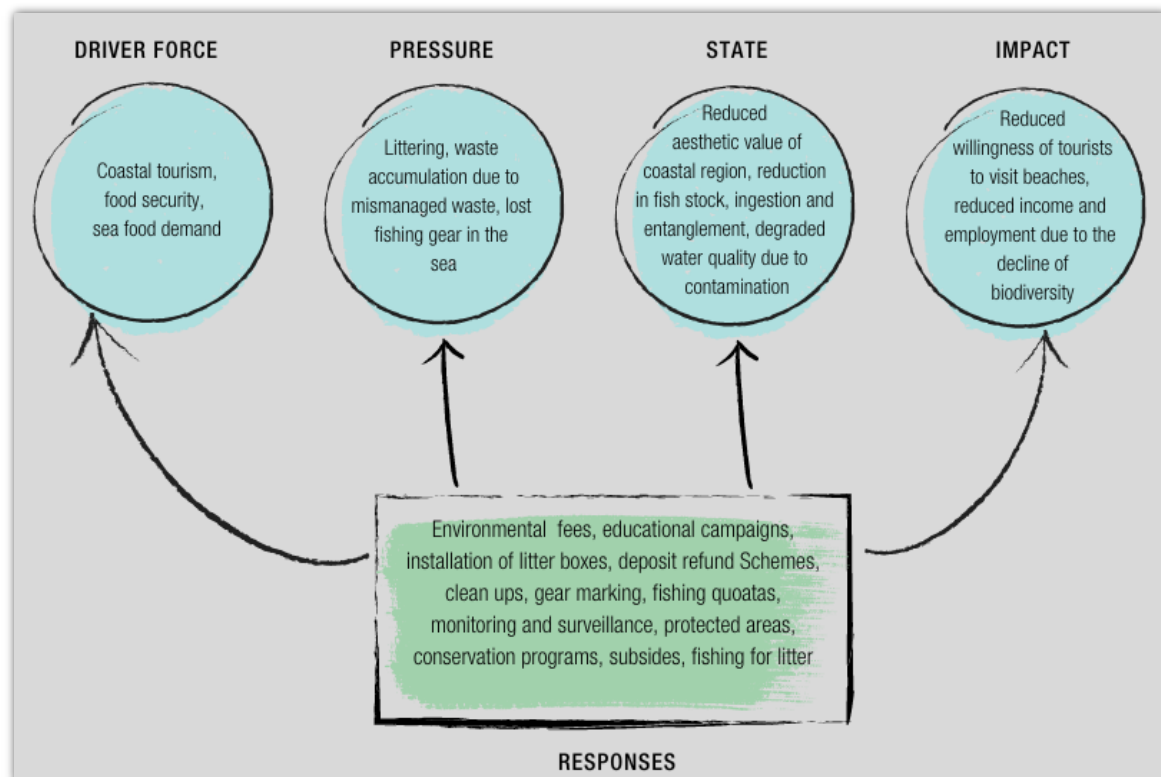 DRIVER FORCE
Coastal tourism,
food security,
sea food demand
PRESSURE
Littering, waste
accumulation due to
mismanaged waste, lost
fishing gear in the
sea
STATE
Reduced
aesthetic value of
coastal region, reduction
in fish stock, ingestion and
entanglement, degraded
water quality due to
contamination
IMPACT
Reduced
willingness of tourists
to visit beaches,
reduced income and
employment due to the
decline of
biodiversity
Environmental fees, educational campaigns,
installation of litter boxes, deposit refund Schemes,
clean ups, gear marking, fishing quoatas,
monitoring and surveillance, protected areas,
conservation programs, subsides, fishing for litter
RESPONSES